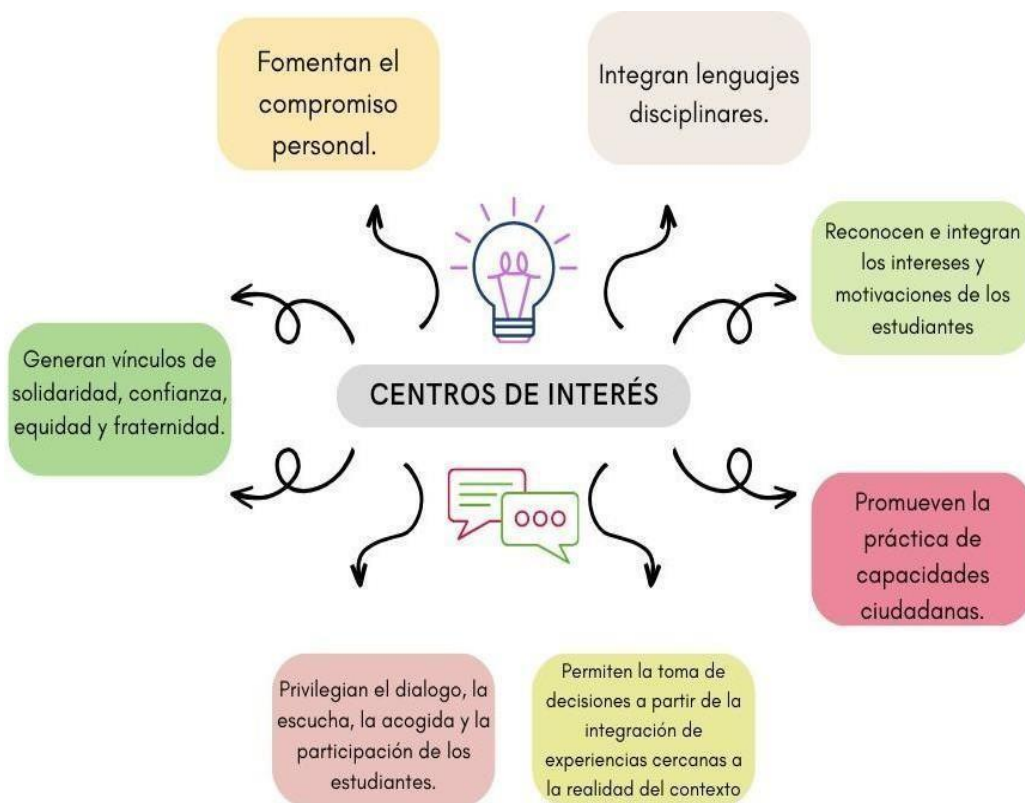 Fomentan el
compromiso
personal.
Integran lenguajes
disciplinares.
Reconocen e integran
los intereses y
motivaciones de los
estudiantes
Generan vínculos de
solidaridad, confianza,
equidad y fraternidad.
CENTROS DE INTERÉS
Promueven la
práctica de
capacidades
ciudadanas.
Privilegian el dialogo, la
escucha, la acogida y la
participación de los
estudiantes.
Permiten la toma de
decisiones a partir de la
integración de
experiencias cercanas a
la realidad del contexto